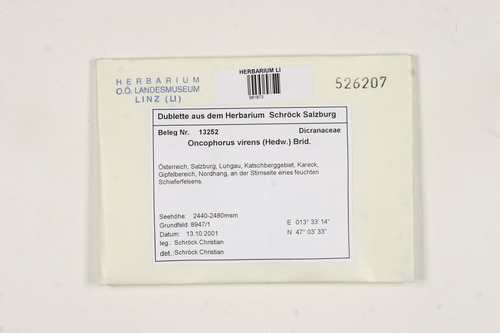 HERBARIUM
O.Ö. LANDESMUSEUM
LINZ (LI)
HERBARIUM LI
526207
Dublette aus dem Herbarium Schröck Salzburg
Beleg Nr. 13252 Dicranaceae
Oncophorus virens (Hedw.) Brid.
Österreich, Salzburg, Lungau, Katschberggebiet, Kareck,
Gipfelbereich, Nordhang, an der Stirnseite eines feuchten
Schieferfelsens.
Seehöhe: 2440-2480msm
Grundfeld: 8947/1
Datum: 13.10.2001
leg.: Schröck Christian
det.: Schröck Christian
E 013° 33' 14"
N 47° 03' 33"